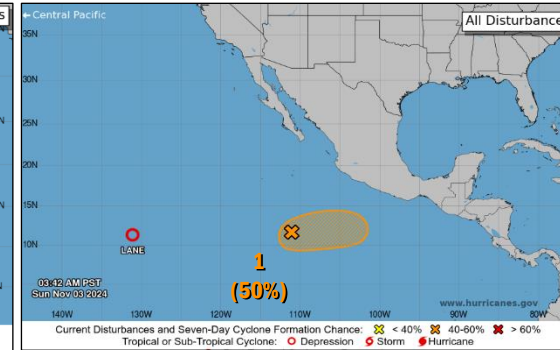 ← Central Pacific
All Disturbance
35N
30N
25N
20N
15N
10N
LANE
1
(50%)
03:42 AM PST
Sun Nov 03 2024
www.hurricanes.gov
140W 130W 120W 110W 100W 90W 80W
Current Disturbances and Seven-Day Cyclone Formation Chance: < 40% 40-60% > 60%
Tropical or Sub-Tropical Cyclone: Depression Storm Hurricane